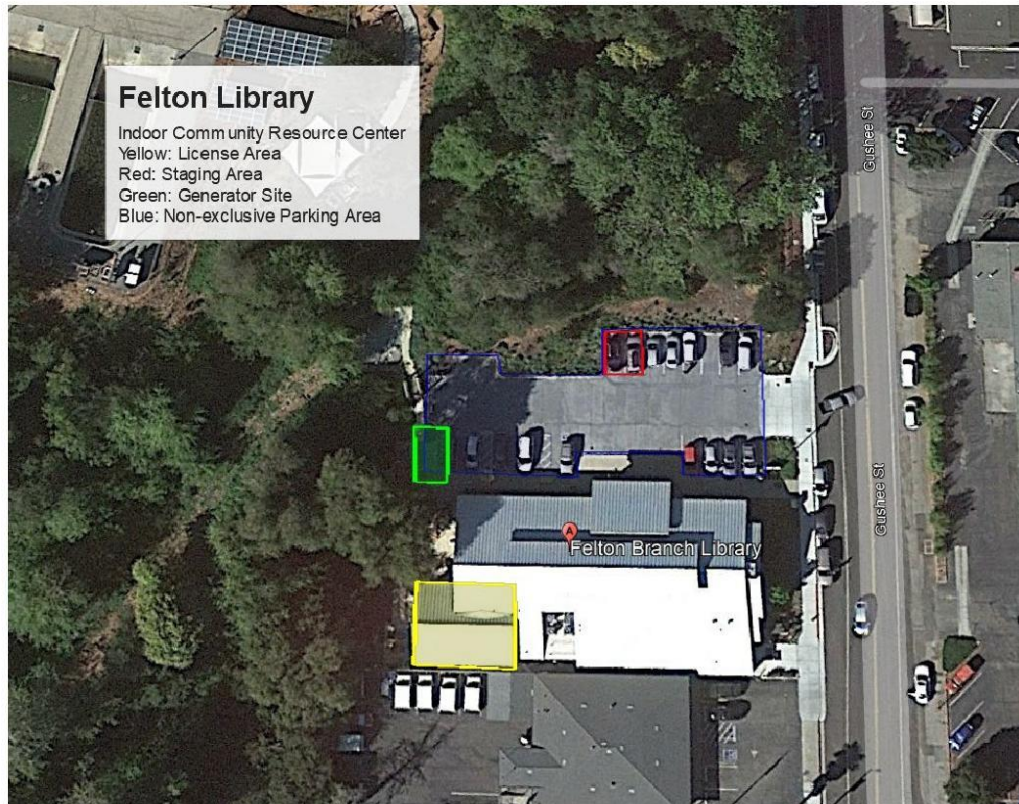 Felton Library
Indoor Community Resource Center
Yellow: License Area
Red: Staging Area
Green: Generator Site
Blue: Non-exclusive Parking Area
Gushee St
Gushee St
A
Felton Branch Library